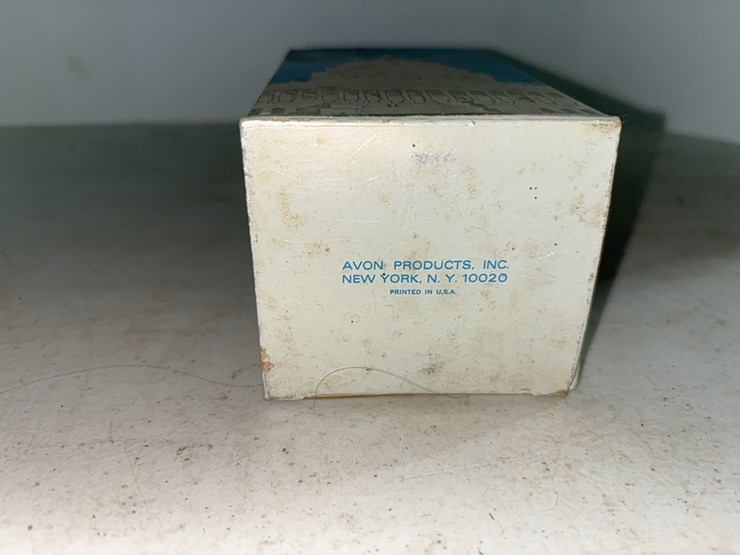 AVON PRODUCTS, INC.
NEW YORK, N. Y. 10020
PRINTED IN U.S.A.